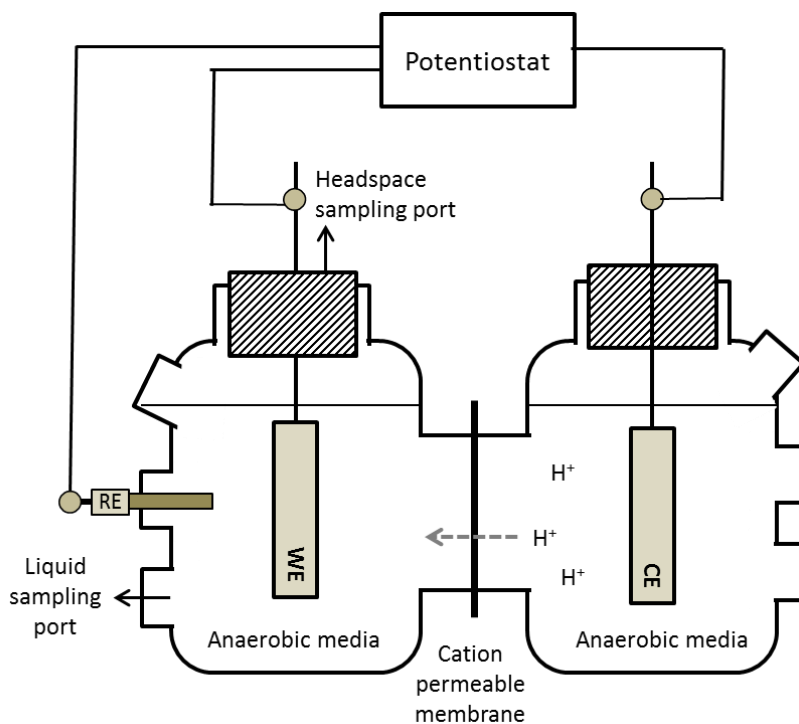 Potentiostat
Headspace
sampling port
RE
WE
CE
H⁺
H⁺
H⁺
Liquid
sampling
port
Anaerobic media
Anaerobic media
Cation
permeable
membrane